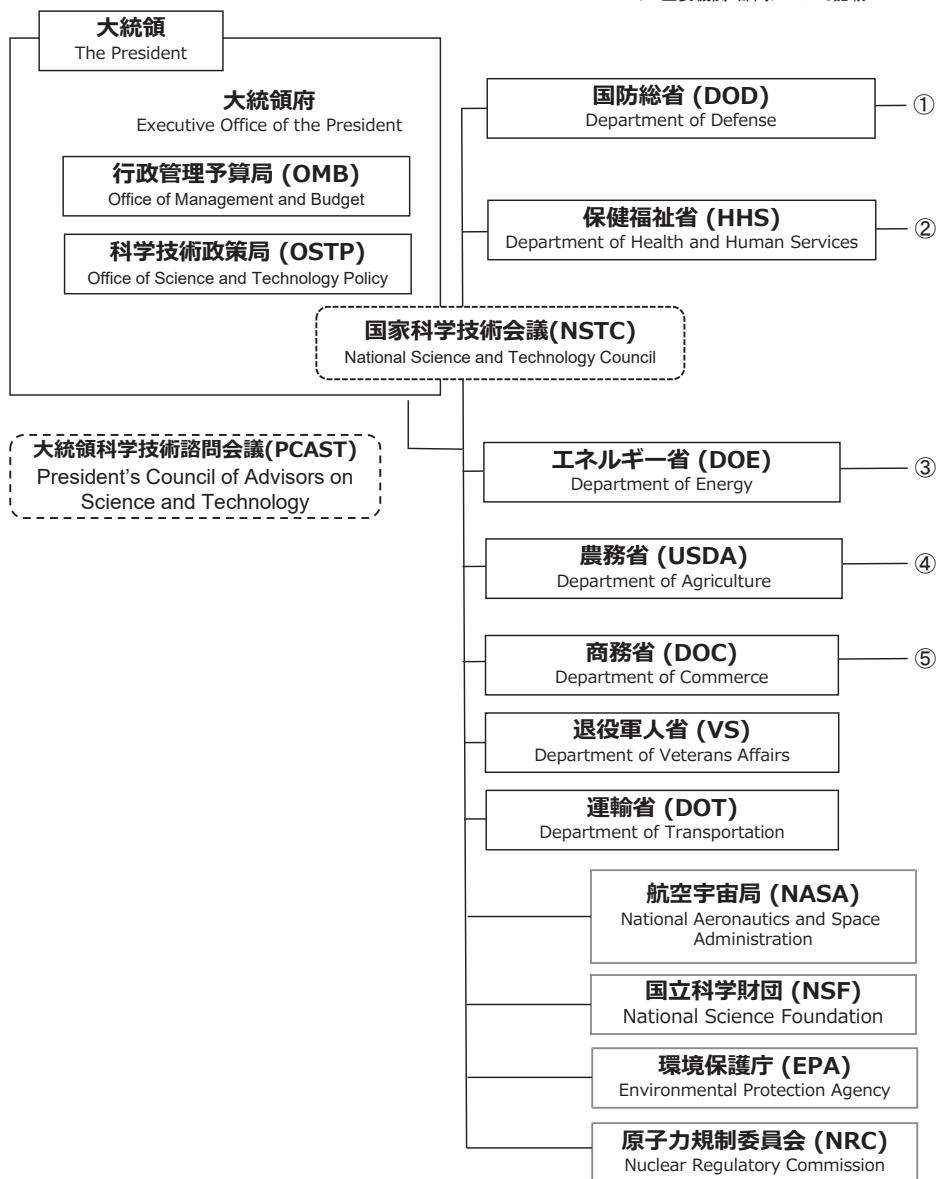 大統領
The President
大統領府
Executive Office of the President
行政管理予算局 (OMB)
Office of Management and Budget
科学技術政策局 (OSTP)
Office of Science and Technology Policy
国家科学技術会議(NSTC)
National Science and Technology Council
大統領科学技術諮問会議(PCAST)
President’s Council of Advisors on
Science and Technology
国防総省 (DOD)
Department of Defense
①
保健福祉省 (HHS)
Department of Health and Human Services
②
エネルギー省 (DOE)
Department of Energy
③
農務省 (USDA)
Department of Agriculture
④
商務省 (DOC)
Department of Commerce
⑤
退役軍人省 (VS)
Department of Veterans Affairs
運輸省 (DOT)
Department of Transportation
航空宇宙局 (NASA)
National Aeronautics and Space
Administration
国立科学財団 (NSF)
National Science Foundation
環境保護庁 (EPA)
Environmental Protection Agency
原子力規制委員会 (NRC)
Nuclear Regulatory Commission